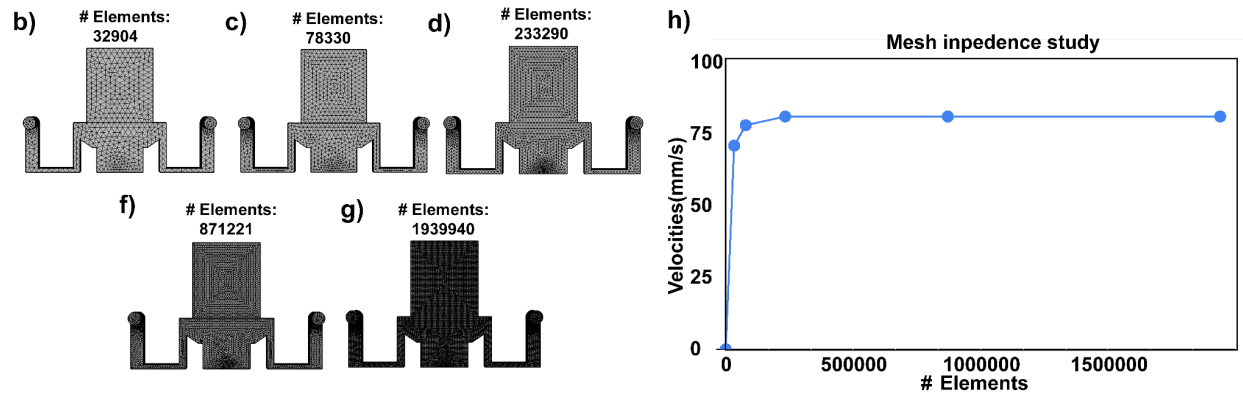 b)
# Elements:
32904
c)
# Elements:
78330
d)
# Elements:
233290
f)
# Elements:
871221
g)
# Elements:
1939940
h)
Mesh inpedence study
Velocities(mm/s)
100
75
50
25
0
0 500000 1000000 1500000
# Elements